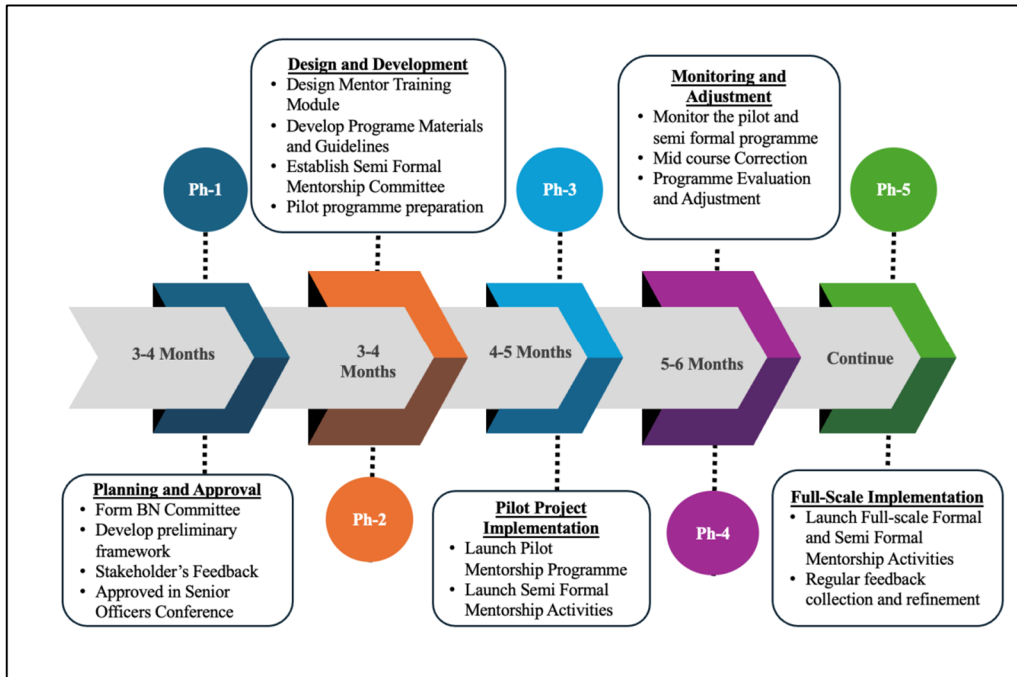 Design and Development
• Design Mentor Training
Module
• Develop Programe Materials
and Guidelines
• Establish Semi Formal
Mentorship Committee
• Pilot programme preparation
Monitoring and
Adjustment
• Monitor the pilot and
semi formal programme
• Mid course Correction
• Programme Evaluation
and Adjustment
Ph-1
Ph-3
Ph-5
3-4 Months
3-4
Months
4-5 Months
5-6 Months
Continue
Planning and Approval
• Form BN Committee
• Develop preliminary
framework
• Stakeholder's Feedback
• Approved in Senior
Officers Conference
Ph-2
Pilot Project
Implementation
• Launch Pilot
Mentorship Programme
• Launch Semi Formal
Mentorship Activities
Ph-4
Full-Scale Implementation
• Launch Full-scale Formal
and Semi Formal
Mentorship Activities
• Regular feedback
collection and refinement